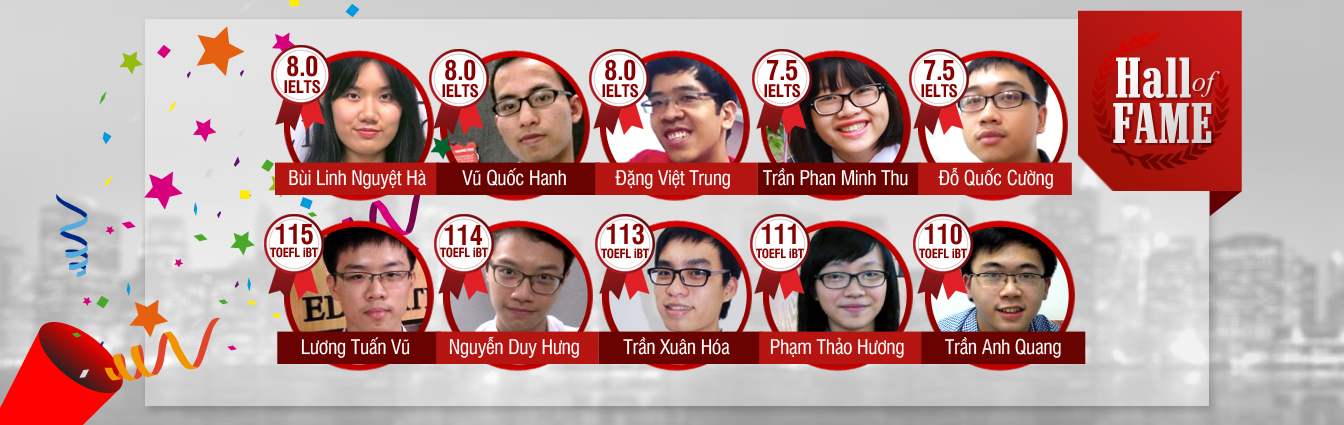 8.0
IELTS
Bùi Linh Nguyệt Hà
8.0
IELTS
Vũ Quốc Hanh
8.0
IELTS
Đặng Việt Trung
7.5
IELTS
Trần Phan Minh Thu
7.5
IELTS
Đỗ Quốc Cường
Hall of
FAME
115
TOEFL iBT
Lương Tuấn Vũ
114
TOEFL iBT
Nguyễn Duy Hưng
113
TOEFL iBT
Trần Xuân Hóa
111
TOEFL iBT
Phạm Thảo Hương
110
TOEFL iBT
Trần Anh Quang